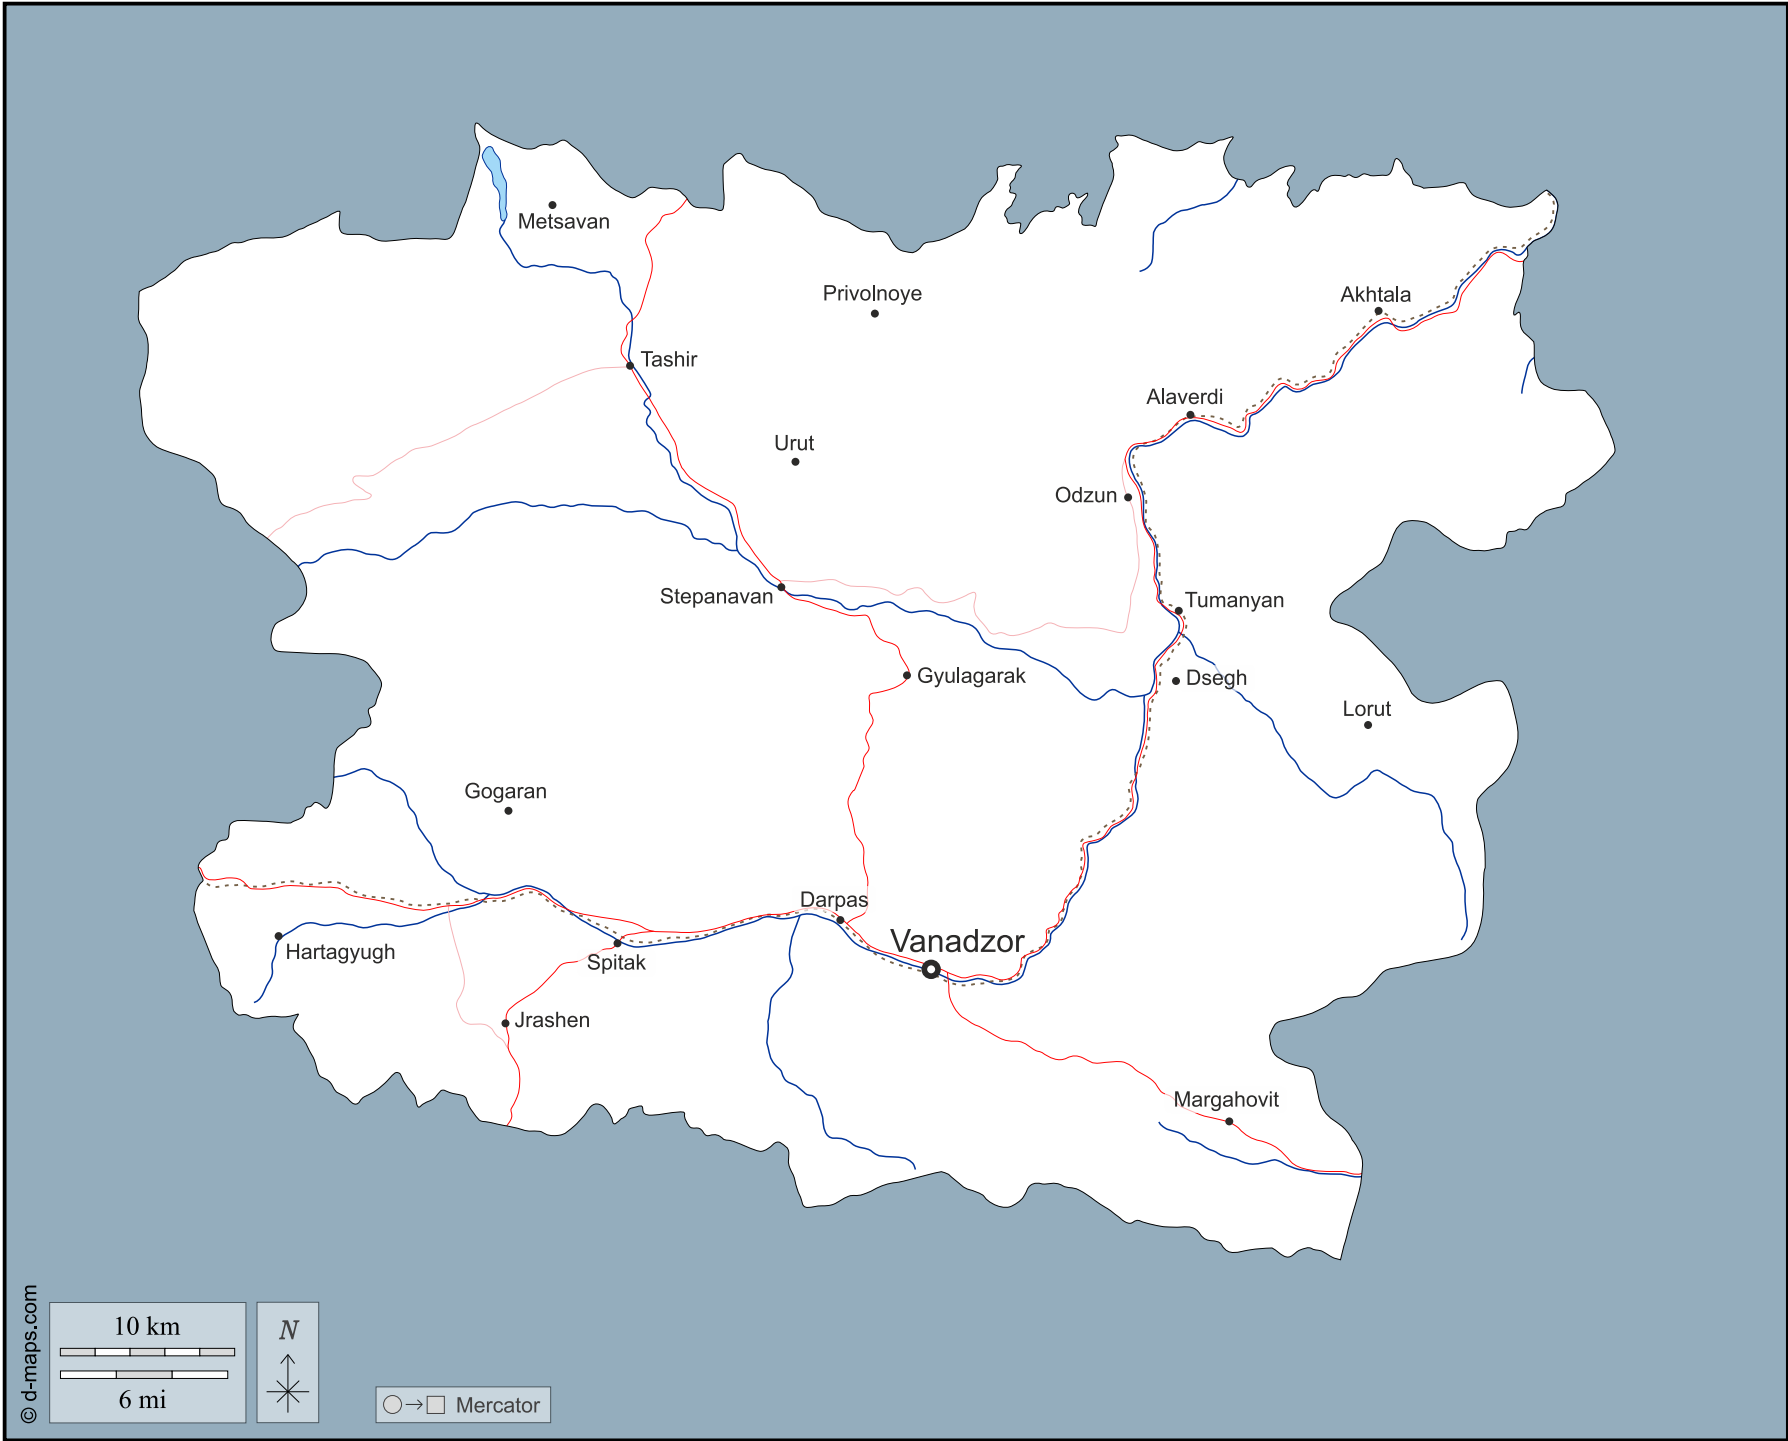 Metsavan
Privolnoye
Akhtala
Tashir
Alaverdi
Urut
Odzun
Stepanavan
Tumanyan
Gyulagarak
Dsegh
Lorut
Gogaran
Darpas
Vanadzor
Hartagyugh
Spitak
Jrashen
Margahovit
© d-maps.com
10 km
6 mi
N
Mercator